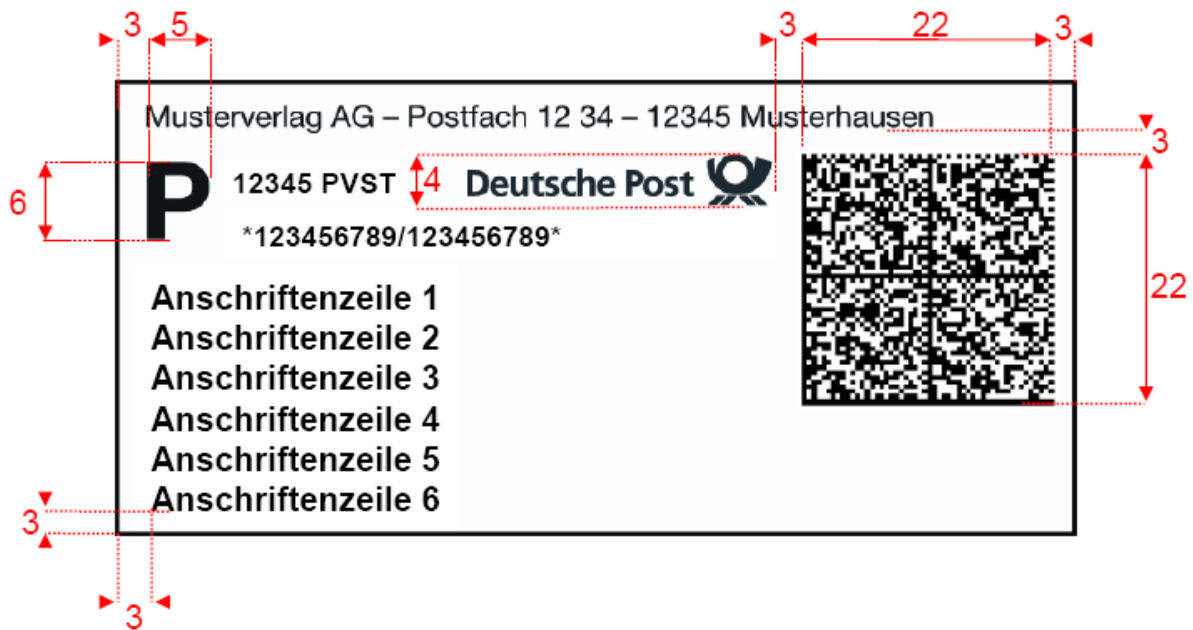 3 5 3 22 3
Musterverlag AG – Postfach 12 34 – 12345 Musterhausen
3
P 12345 PVST 4 Deutsche Post
6
*123456789/123456789*
22
Anschriftenzeile 1
Anschriftenzeile 2
Anschriftenzeile 3
Anschriftenzeile 4
Anschriftenzeile 5
Anschriftenzeile 6
3
3